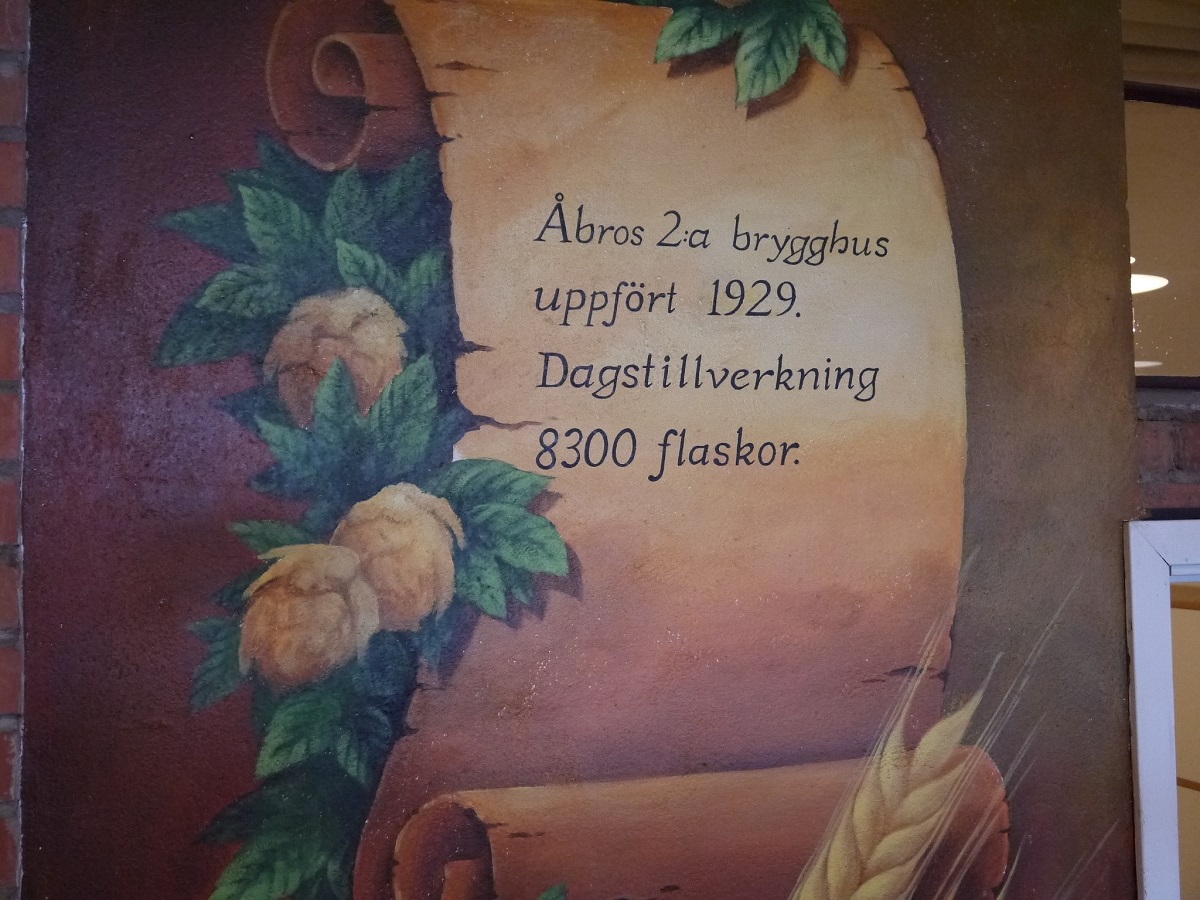 Åbros 2:a brygghus
uppfört 1929.
Dagstillverkning
8300 flaskor.